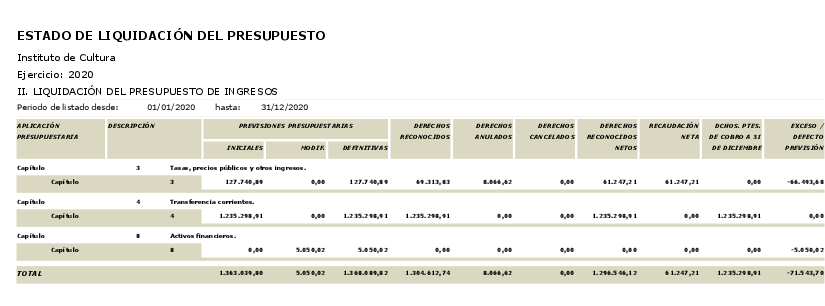 ESTADO DE LIQUIDACIÓN DEL PRESUPUESTO
Instituto de Cultura
Ejercicio: 2020
II. LIQUIDACIÓN DEL PRESUPUESTO DE INGRESOS
Periodo de listado desde: 01/01/2020 hasta: 31/12/2020
APLICACIÓN PRESUPUESTARIA DESCRIPCIÓN PREVISIONES PRESUPUESTARIAS DERECHOS RECONOCIDOS DERECHOS ANULADOS DERECHOS CANCELADOS DERECHOS RECONOCIDOS NETOS RECAUDACIÓN NETA DCHOS. PTES. DE COBRO A 31 DE DICIEMBRE EXCESO / DEFECTO PREVISIÓN
INICIALES MODIF. DEFINITIVAS
Capítulo 3 Tasas, precios públicos y otros ingresos.
Capítulo 3 127.740,89 0,00 127.740,89 69.313,83 8.066,62 0,00 61.247,21 61.247,21 0,00 -66.493,68
Capítulo 4 Transferencia corrientes.
Capítulo 4 1.235.298,91 0,00 1.235.298,91 1.235.298,91 0,00 0,00 1.235.298,91 0,00 1.235.298,91 0,00
Capítulo 8 Activos financieros.
Capítulo 8 0,00 5.050,02 5.050,02 0,00 0,00 0,00 0,00 0,00 0,00 -5.050,02
TOTAL 1.363.039,80 5.050,02 1.368.089,82 1.304.612,74 8.066,62 0,00 1.296.546,12 61.247,21 1.235.298,91 -71.543,70